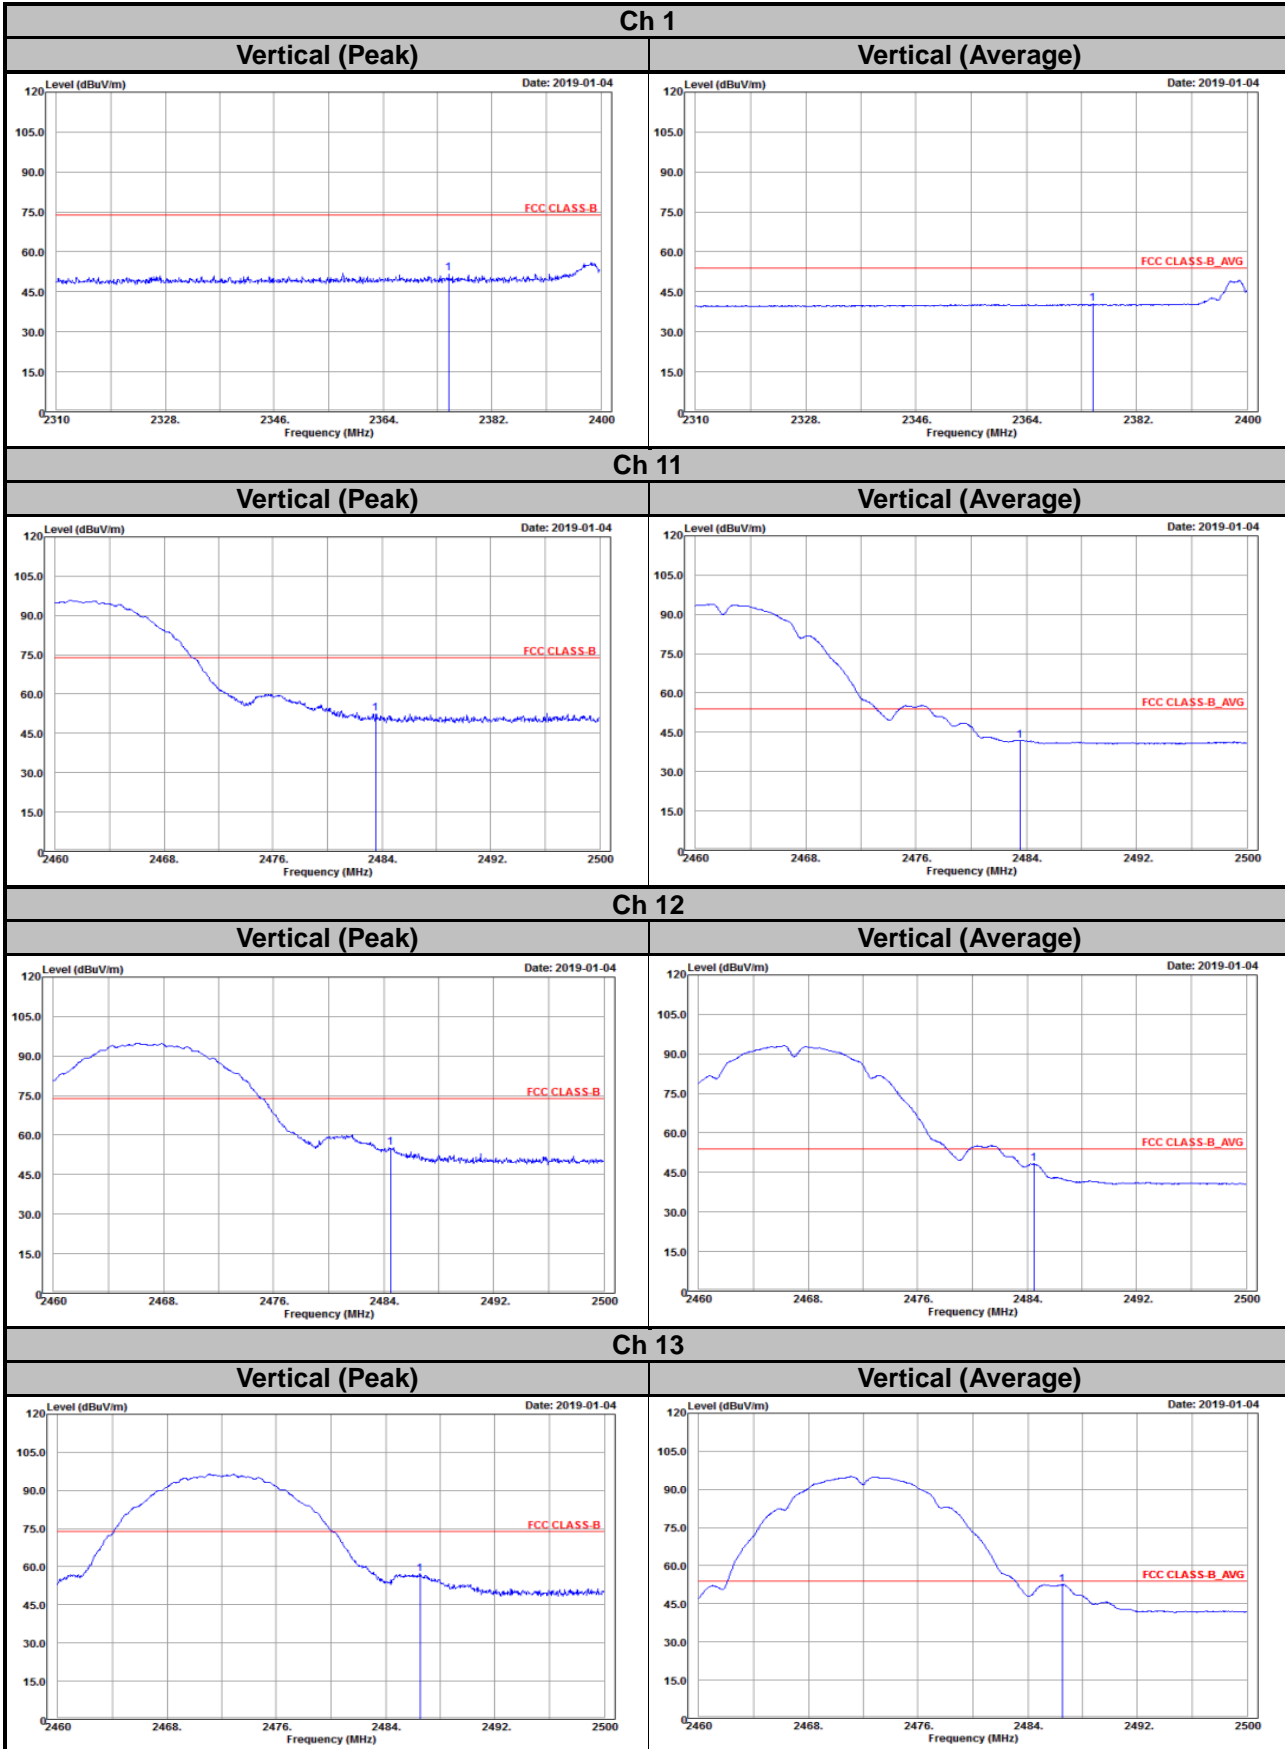 Ch 1
Vertical (Peak) Vertical (Average)
Level (dBuV/m) Date: 2019-01-04
120
105.0
90.0
75.0
60.0
45.0
30.0
15.0
0
FCC CLASS-B
1
2310 2328. 2346. 2364. 2382. 2400
Frequency (MHz)
Level (dBuV/m) Date: 2019-01-04
120
105.0
90.0
75.0
60.0
45.0
30.0
15.0
0
FCC CLASS-B_AVG
1
2310 2328. 2346. 2364. 2382. 2400
Frequency (MHz)
Ch 11
Vertical (Peak) Vertical (Average)
Level (dBuV/m) Date: 2019-01-04
120
105.0
90.0
75.0
60.0
45.0
30.0
15.0
0
FCC CLASS-B
1
2460 2468. 2476. 2484. 2492. 2500
Frequency (MHz)
Level (dBuV/m) Date: 2019-01-04
120
105.0
90.0
75.0
60.0
45.0
30.0
15.0
0
FCC CLASS-B_AVG
1
2460 2468. 2476. 2484. 2492. 2500
Frequency (MHz)
Ch 12
Vertical (Peak) Vertical (Average)
Level (dBuV/m) Date: 2019-01-04
120
105.0
90.0
75.0
60.0
45.0
30.0
15.0
0
FCC CLASS-B
1
2460 2468. 2476. 2484. 2492. 2500
Frequency (MHz)
Level (dBuV/m) Date: 2019-01-04
120
105.0
90.0
75.0
60.0
45.0
30.0
15.0
0
FCC CLASS-B_AVG
1
2460 2468. 2476. 2484. 2492. 2500
Frequency (MHz)
Ch 13
Vertical (Peak) Vertical (Average)
Level (dBuV/m) Date: 2019-01-04
120
105.0
90.0
75.0
60.0
45.0
30.0
15.0
0
FCC CLASS-B
1
2460 2468. 2476. 2484. 2492. 2500
Frequency (MHz)
Level (dBuV/m) Date: 2019-01-04
120
105.0
90.0
75.0
60.0
45.0
30.0
15.0
0
FCC CLASS-B_AVG
1
2460 2468. 2476. 2484. 2492. 2500
Frequency (MHz)